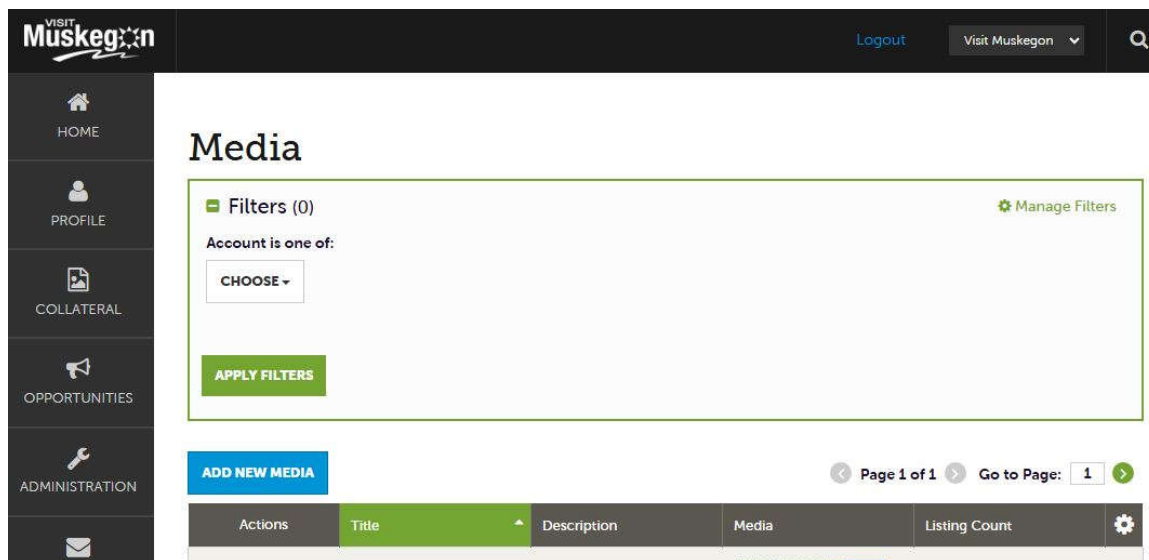 VISIT
Muskegon
Logout
Visit Muskegon
HOME
PROFILE
COLLATERAL
OPPORTUNITIES
ADMINISTRATION
Media
Filters (0)
Manage Filters
Account is one of:
CHOOSE
APPLY FILTERS
ADD NEW MEDIA
Page 1 of 1 Go to Page: 1
Actions Title Description Media Listing Count